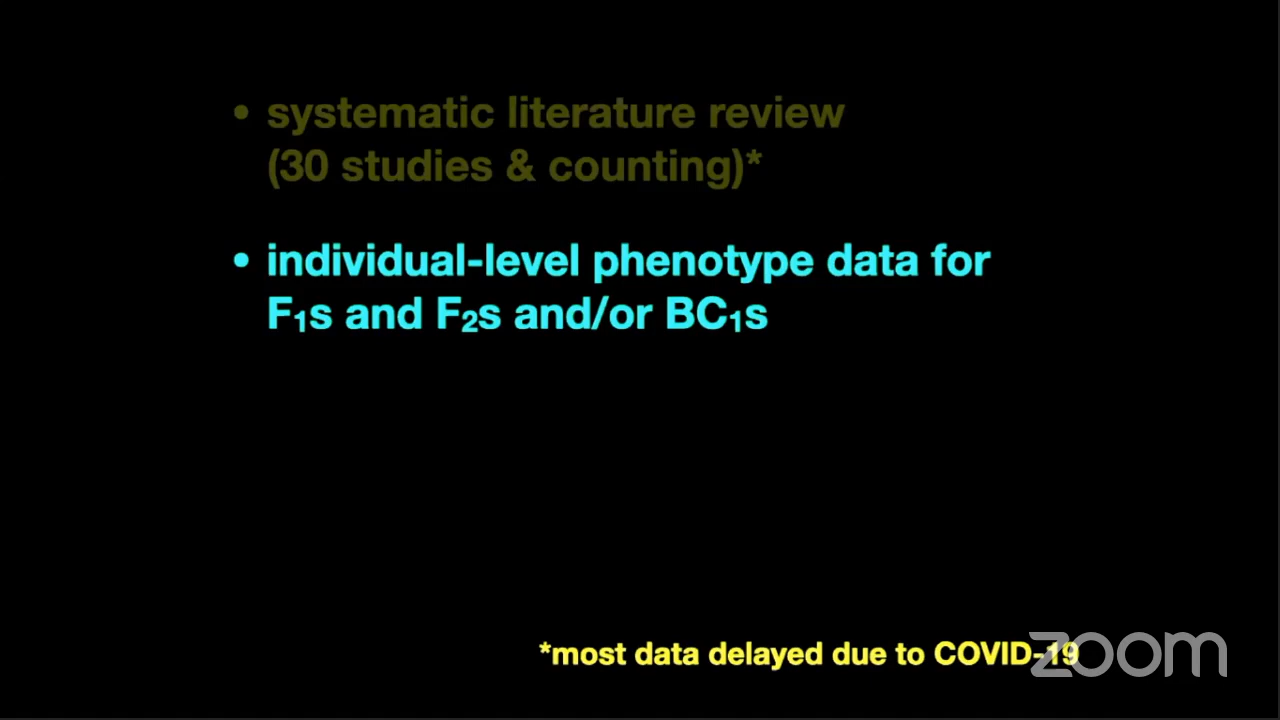 • systematic literature review
(30 studies & counting)*
• individual-level phenotype data for
F₁s and F₂s and/or BC₁s
*most data delayed due to COVID-19
zoom